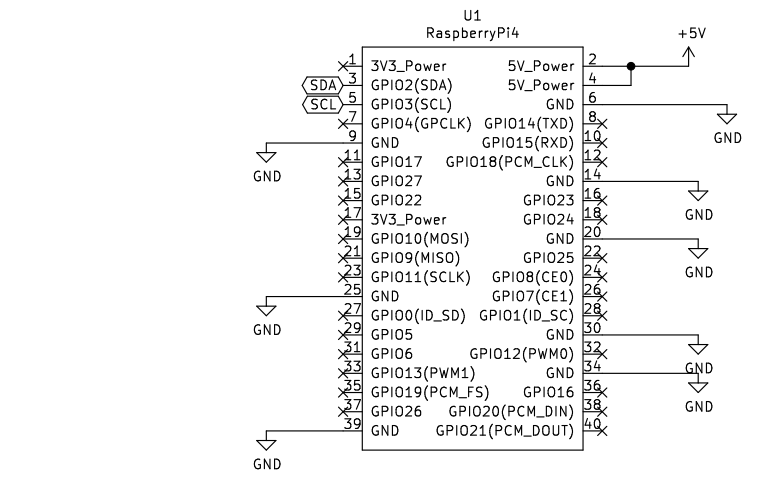 U1
RaspberryPi4
+5V
1 3V3_Power 5V_Power 2
SDA 3 GPIO2(SDA) 5V_Power 4
SCL 5 GPIO3(SCL) GND 6
7 GPIO4(GPCLK) GPIO14(TXD) 8
GND
9 GND GPIO15(RXD) 10
11 GPIO17 GPIO18(PCM_CLK) 12
GND
13 GPIO27 GND 14
15 GPIO22 GPIO23 16
17 3V3_Power GPIO24 18
GND
19 GPIO10(MOSI) GND 20
21 GPIO9(MISO) GPIO25 22
GND
23 GPIO11(SCLK) GPIO8(CE0) 24
25 GND GPIO7(CE1) 26
27 GPIO0(ID_SD) GPIO1(ID_SC) 28
GND
29 GPIO5 GND 30
31 GPIO6 GPIO12(PWM0) 32
GND
33 GPIO13(PWM1) GND 34
35 GPIO19(PCM_FS) GPIO16 36
GND
37 GPIO26 GPIO20(PCM_DIN) 38
39 GND GPIO21(PCM_DOUT) 40
GND